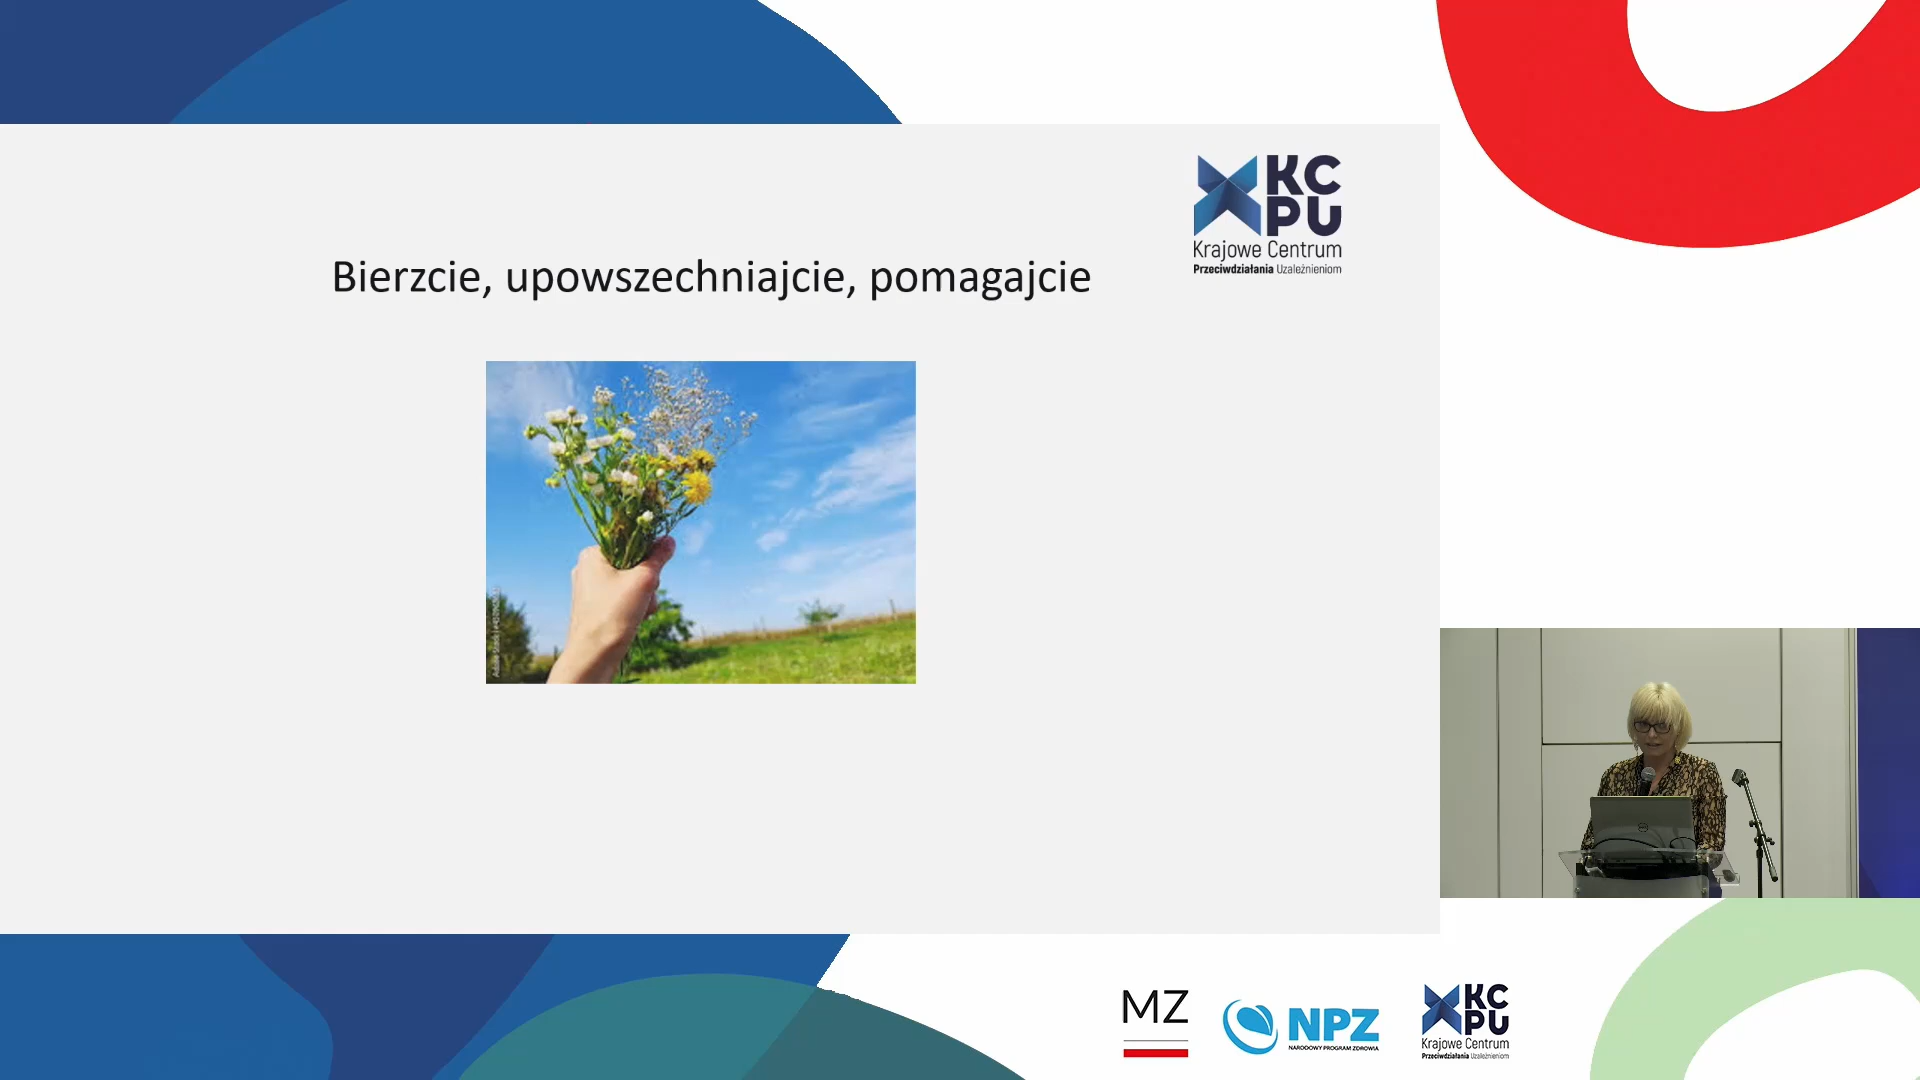 KC
PU
Krajowe Centrum
Przeciwdziałania Uzależnieniom
Bierzcie, upowszechniajcie, pomagajcie
MZ
NPZ
NARODOWY PROGRAM ZDROWIA
KC
PU
Krajowe Centrum
Przeciwdziałania Uzależnieniom